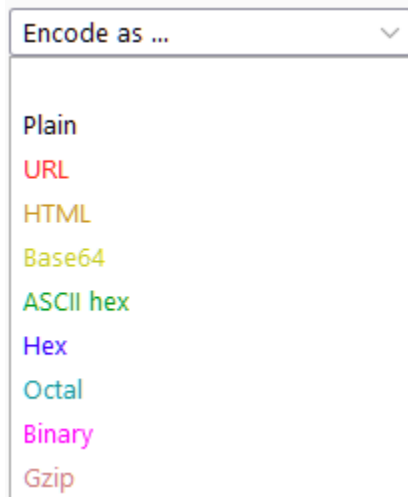 Encode as ...
Plain
URL
HTML
Base64
ASCII hex
Hex
Octal
Binary
Gzip